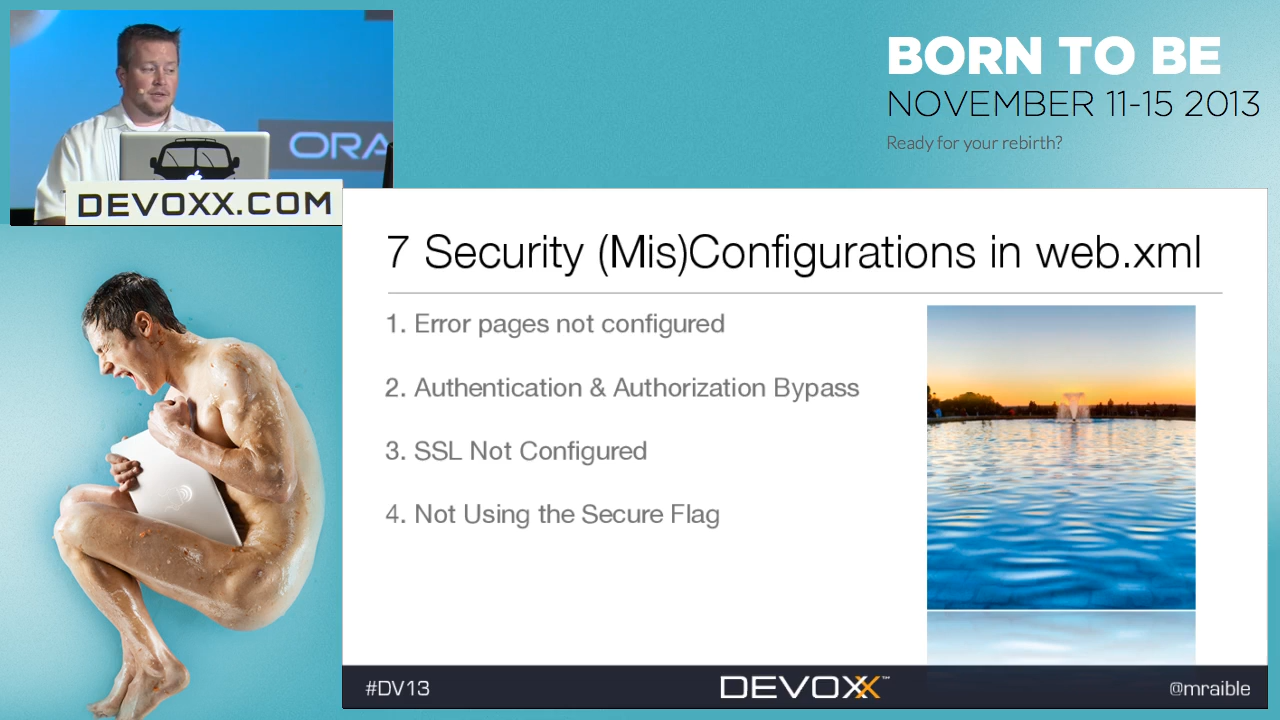 BORN TO BE
NOVEMBER 11-15 2013
Ready for your rebirth?
ORA
DEVOXX.COM
7 Security (Mis)Configurations in web.xml
1. Error pages not configured
2. Authentication & Authorization Bypass
3. SSL Not Configured
4. Not Using the Secure Flag
#DV13
DEVOXX™
@mraible